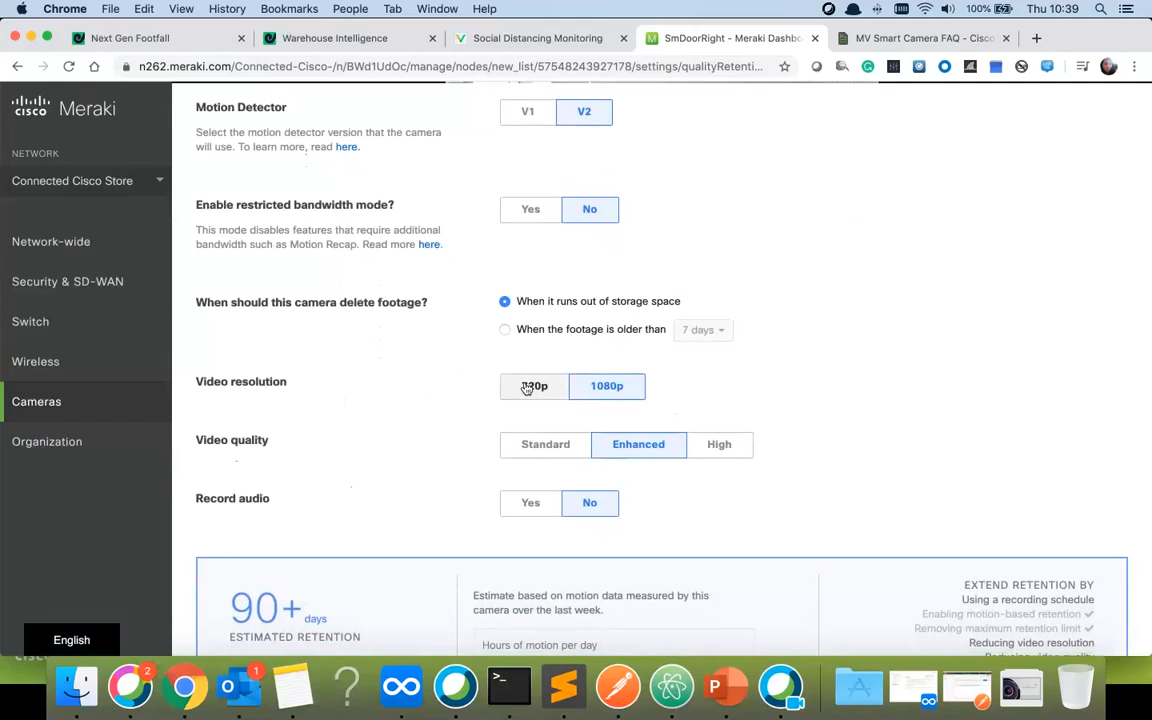 Chrome File Edit View History Bookmarks People Tab Window Help 100% Thu 10:39
Next Gen Footfall × Warehouse Intelligence × Social Distancing Monitoring × SmDoorRight - Meraki Dashbo × MV Smart Camera FAQ - Cisco × +
n262.meraki.com/Connected-Cisco-/n/BWd1UdOc/manage/nodes/new_list/57548243927178/settings/qualityRetenti...
cisco Meraki
NETWORK
Connected Cisco Store
Network-wide
Security & SD-WAN
Switch
Wireless
Cameras
Organization
English
Motion Detector V1 V2
Select the motion detector version that the camera
will use. To learn more, read here.
Enable restricted bandwidth mode? Yes No
This mode disables features that require additional
bandwidth such as Motion Recap. Read more here.
When should this camera delete footage? When it runs out of storage space
When the footage is older than 7 days
Video resolution 1080p
Video quality Standard Enhanced High
Record audio Yes No
90+ days
ESTIMATED RETENTION
Estimate based on motion data measured by this
camera over the last week.
Hours of motion per day
EXTEND RETENTION BY
Using a recording schedule
Enabling motion-based retention ✓
Removing maximum retention limit ✓
Reducing video resolution
2 1